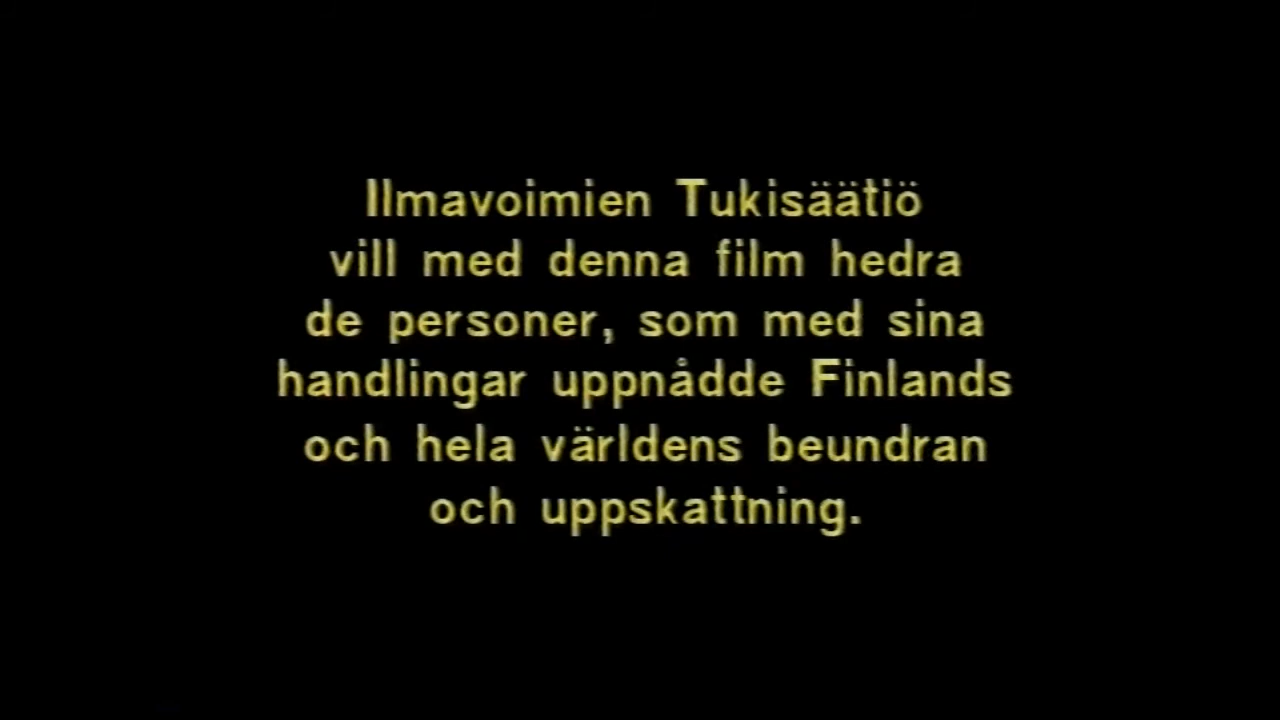 Ilmavoimien Tukisäätiö
vill med denna film hedra
de personer, som med sina
handlingar uppnådde Finlands
och hela världens beundran
och uppskattning.